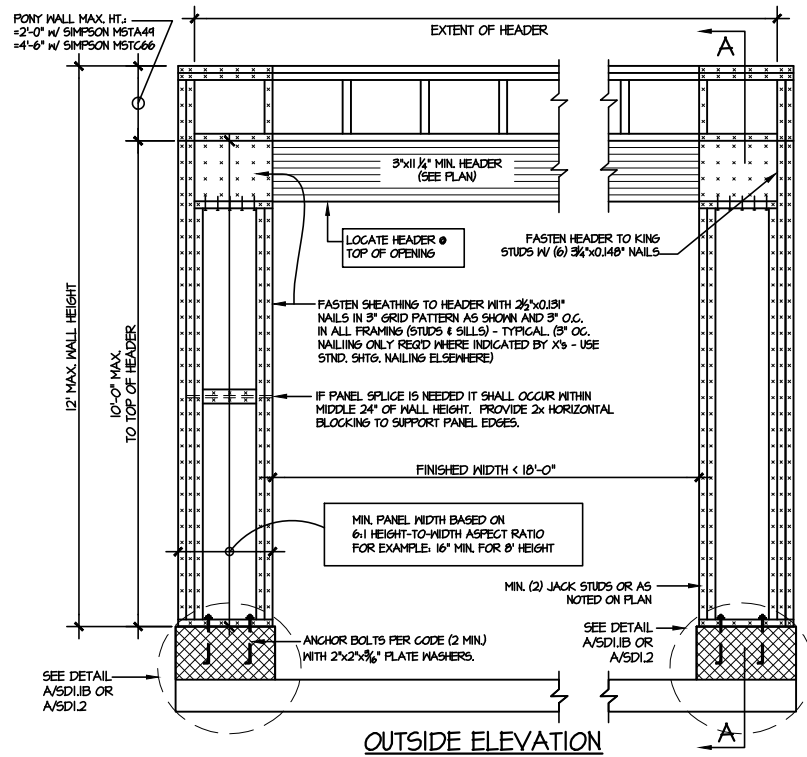 PONY WALL MAX. HT.:
=2'-0" W/ SIMPSON MSTA49
=4'-6" W/ SIMPSON MSTC66
EXTENT OF HEADER
A
3"x11 1/4" MIN. HEADER
(SEE PLAN)
LOCATE HEADER @
TOP OF OPENING
FASTEN HEADER TO KING
STUDS W/ (6) 3 1/4"x0.148" NAILS
12' MAX. WALL HEIGHT
10'-0" MAX.
TO TOP OF HEADER
FASTEN SHEATHING TO HEADER WITH 2 1/2"x0.131"
NAILS IN 3" GRID PATTERN AS SHOWN AND 3" O.C.
IN ALL FRAMING (STUDS & SILLS) - TYPICAL. (3" OC.
NAILIING ONLY REQ'D WHERE INDICATED BY X's - USE
STND. SHTG. NAILING ELSEWHERE)
IF PANEL SPLICE IS NEEDED IT SHALL OCCUR WITHIN
MIDDLE 24" OF WALL HEIGHT. PROVIDE 2x HORIZONTAL
BLOCKING TO SUPPORT PANEL EDGES.
FINISHED WIDTH < 18'-0"
MIN. PANEL WIDTH BASED ON
6:1 HEIGHT-TO-WIDTH ASPECT RATIO
FOR EXAMPLE: 16" MIN. FOR 8' HEIGHT
MIN. (2) JACK STUDS OR AS
NOTED ON PLAN
ANCHOR BOLTS PER CODE (2 MIN.)
WITH 2"x2"x3/16" PLATE WASHERS.
SEE DETAIL
A/SD1.1B OR
A/SD1.2
SEE DETAIL
A/SD1.1B OR
A/SD1.2
A
OUTSIDE ELEVATION